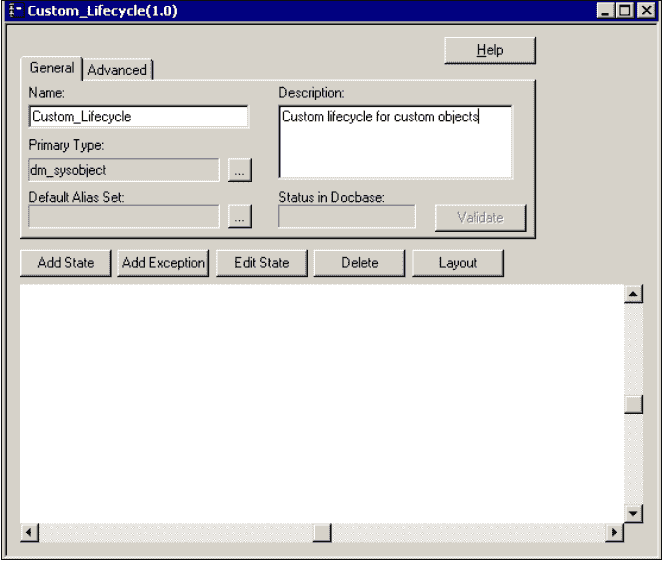 Custom_Lifecycle(1.0)
Help
General Advanced
Name: Description:
Custom_Lifecycle Custom lifecycle for custom objects
Primary Type:
dm_sysobject ...
Default Alias Set: Status in Docbase:
... Validate
Add State Add Exception Edit State Delete Layout